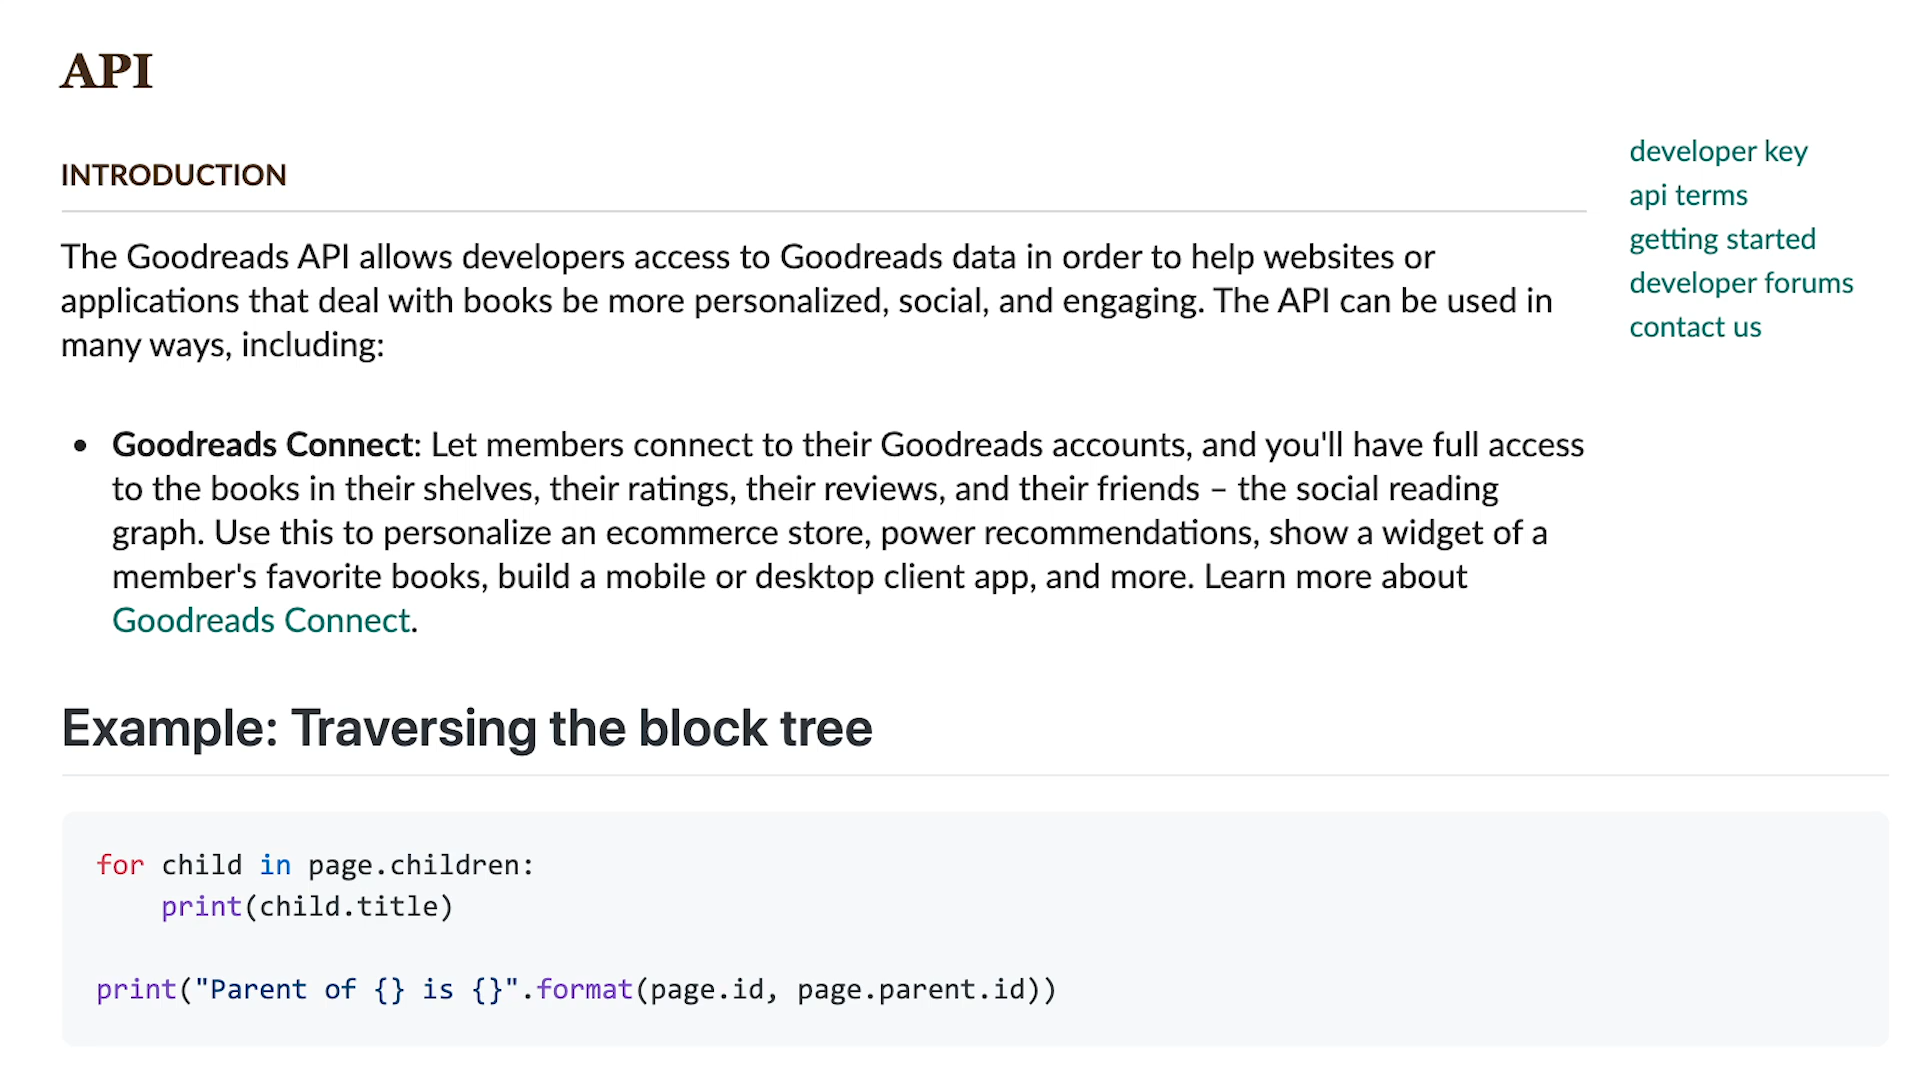 API
INTRODUCTION
The Goodreads API allows developers access to Goodreads data in order to help websites or
applications that deal with books be more personalized, social, and engaging. The API can be used in
many ways, including:
• Goodreads Connect: Let members connect to their Goodreads accounts, and you'll have full access
to the books in their shelves, their ratings, their reviews, and their friends – the social reading
graph. Use this to personalize an ecommerce store, power recommendations, show a widget of a
member's favorite books, build a mobile or desktop client app, and more. Learn more about
Goodreads Connect.
developer key
api terms
getting started
developer forums
contact us
Example: Traversing the block tree
for child in page.children:
    print(child.title)
print("Parent of {} is {}".format(page.id, page.parent.id))